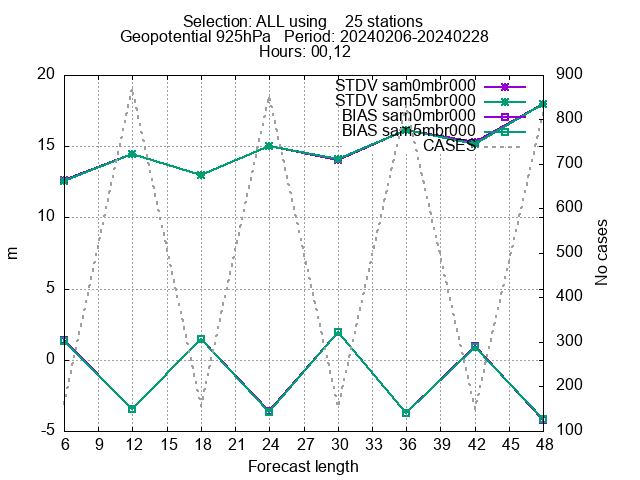 Selection: ALL using    25 stations
Geopotential 925hPa   Period: 20240206-20240228
Hours: 00,12
STDV sam0mbr000
STDV sam5mbr000
BIAS sam0mbr000
BIAS sam5mbr000
CASES
20
15
10
5
0
-5
m
900
800
700
600
500
400
300
200
100
No cases
6 9 12 15 18 21 24 27 30 33 36 39 42 45 48
Forecast length